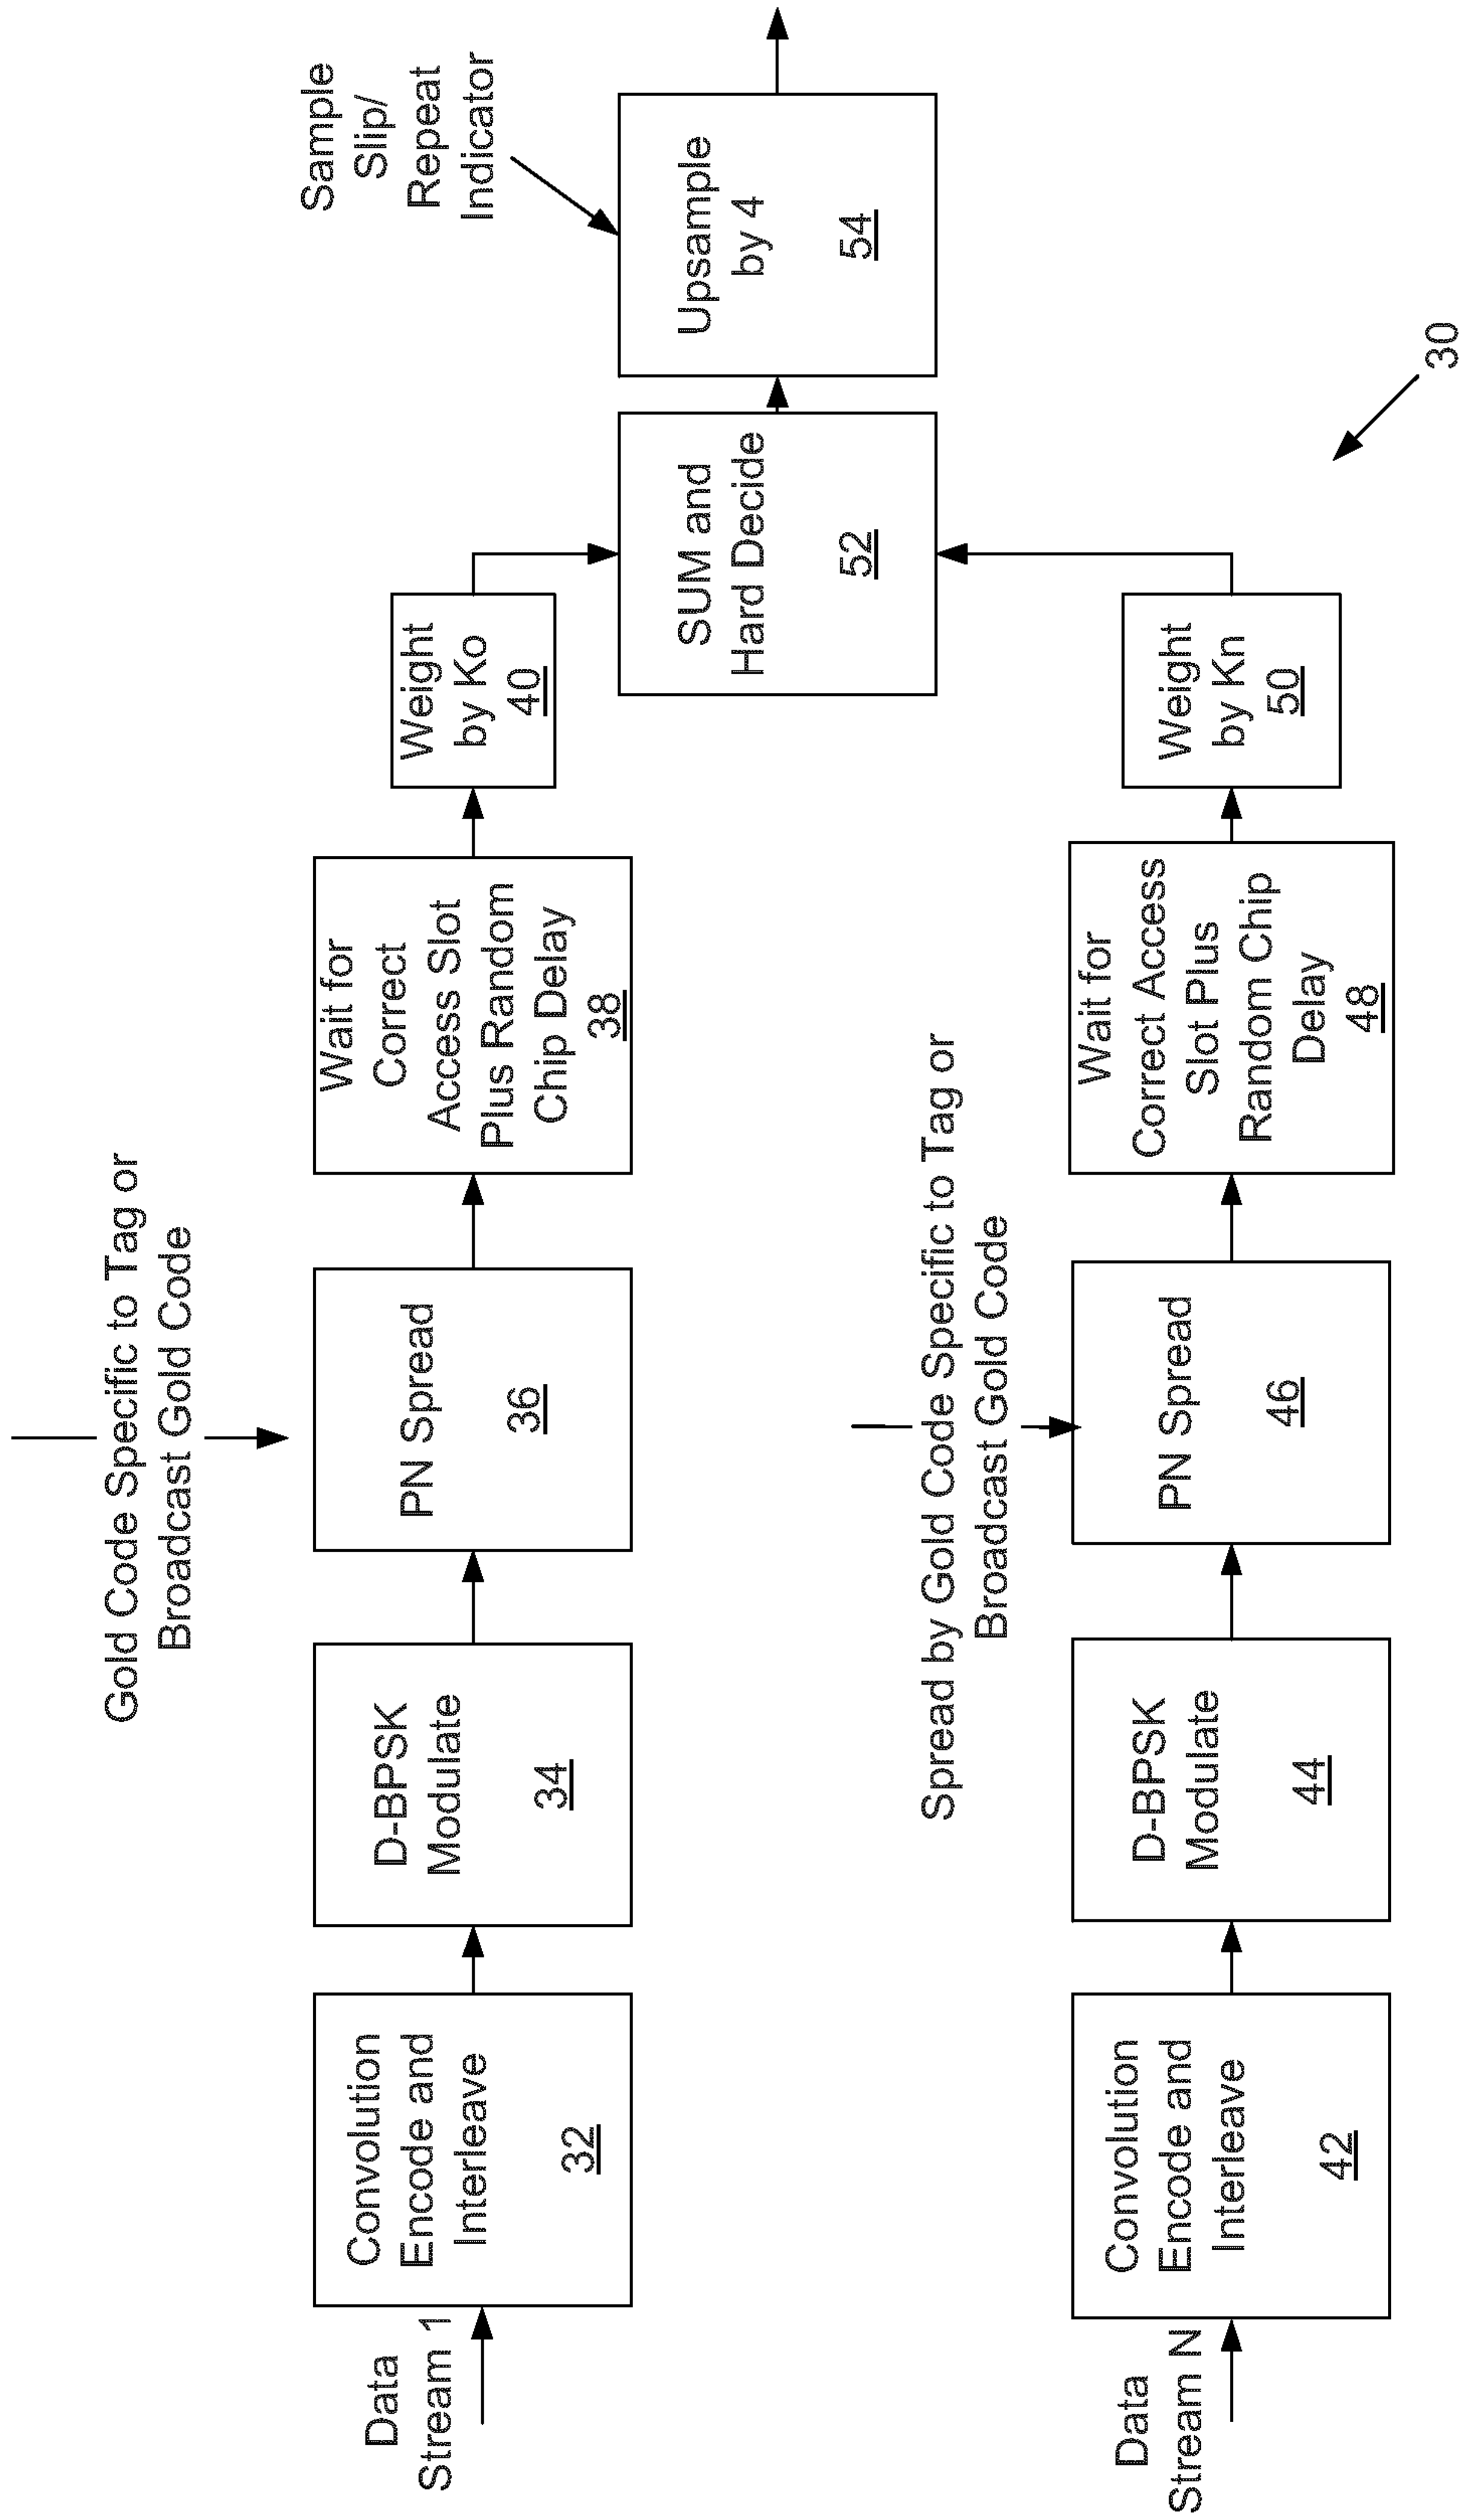 Data
Stream 1
Convolution
Encode and
Interleave
32
D-BPSK
Modulate
34
Gold Code Specific to Tag or
Broadcast Gold Code
PN Spread
36
Wait for
Correct
Access Slot
Plus Random
Chip Delay
38
Weight
by Ko
40
SUM and
Hard Decide
52
Sample
Slip/
Repeat
Indicator
Upsample
by 4
54
Data
Stream N
Convolution
Encode and
Interleave
42
D-BPSK
Modulate
44
Spread by Gold Code Specific to Tag or
Broadcast Gold Code
PN Spread
46
Wait for
Correct Access
Slot Plus
Random Chip
Delay
48
Weight
by Kn
50
30